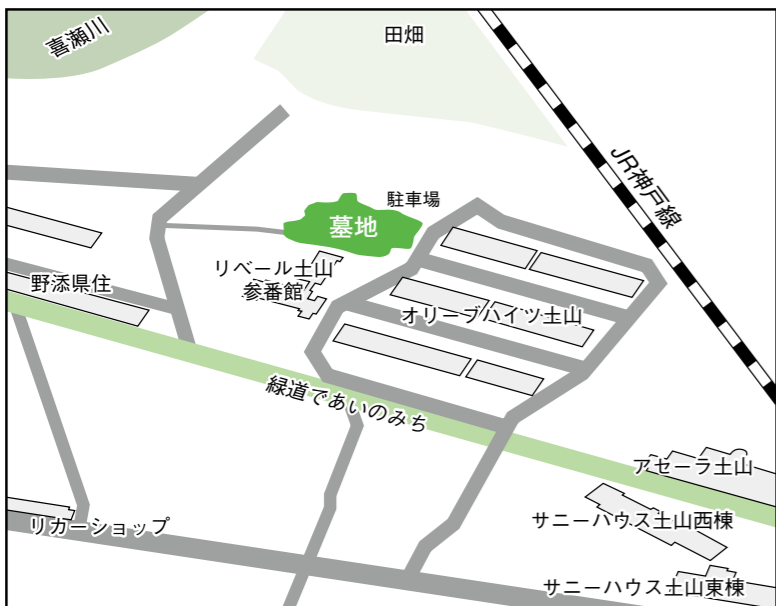 喜瀬川
田畑
JR神戸線
駐車場
墓地
リベール土山
参番館
野添県住
オリーブハイツ土山
緑道であいのみち
アセーラ土山
リカーショップ
サニーハウス土山西棟
サニーハウス土山東棟